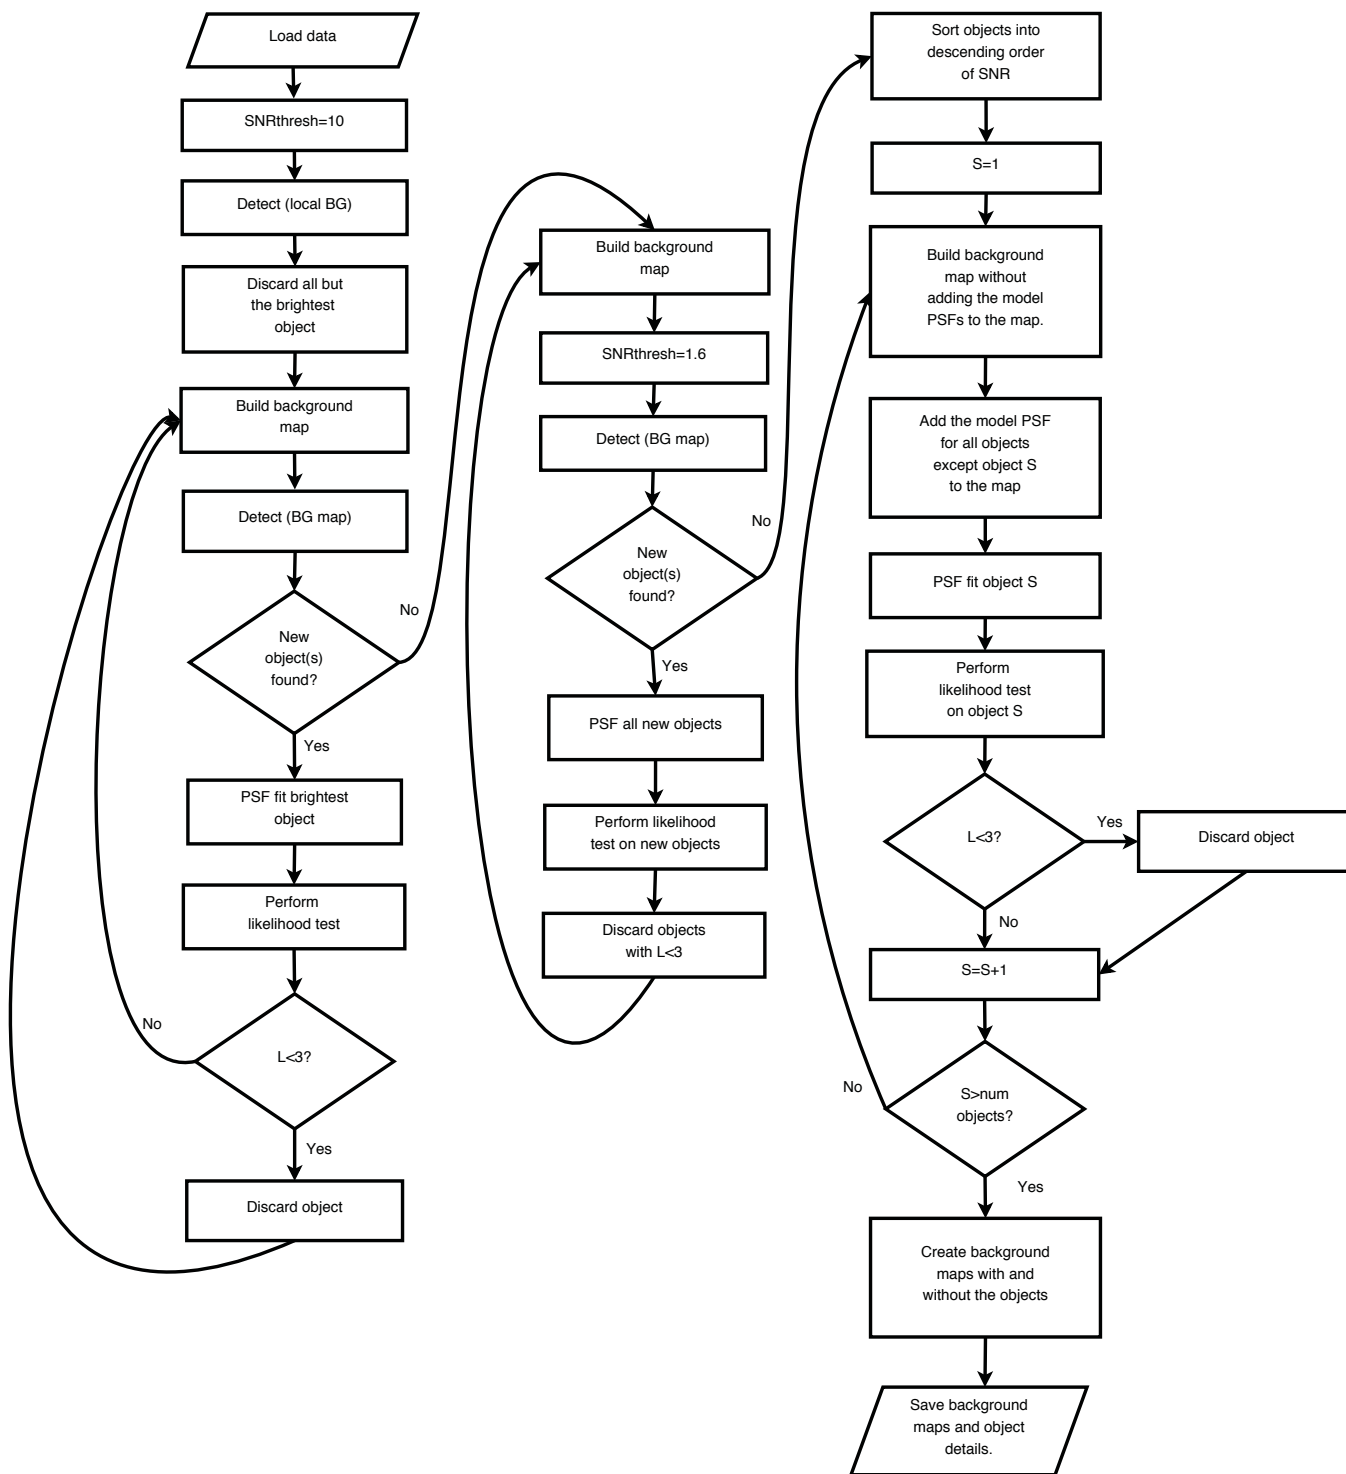 Load data
SNRthresh=10
Detect (local BG)
Discard all but
the brightest
object
Build background
map
Detect (BG map)
New
object(s)
found?
No
Yes
PSF fit brightest
object
Perform
likelihood test
L<3?
No
Yes
Discard object
Build background
map
SNRthresh=1.6
Detect (BG map)
New
object(s)
found?
No
Yes
PSF all new objects
Perform likelihood
test on new objects
Discard objects
with L<3
Sort objects into
descending order
of SNR
S=1
Build background
map without
adding the model
PSFs to the map.
Add the model PSF
for all objects
except object S
to the map
PSF fit object S
Perform
likelihood test
on object S
L<3?
Yes
Discard object
No
S=S+1
S>num
objects?
No
Yes
Create background
maps with and
without the objects
Save background
maps and object
details.